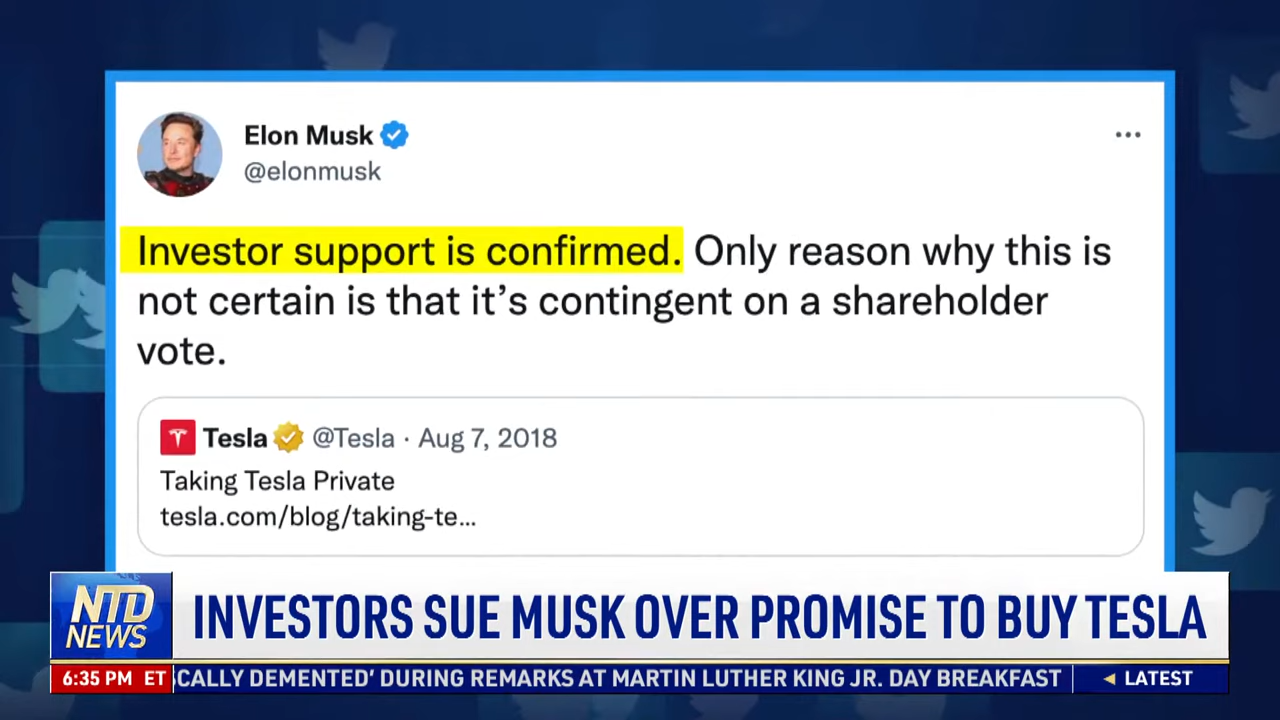 Elon Musk
@elonmusk
Investor support is confirmed. Only reason why this is
not certain is that it’s contingent on a shareholder
vote.
Tesla @Tesla · Aug 7, 2018
Taking Tesla Private
tesla.com/blog/taking-te...
NTD
NEWS
INVESTORS SUE MUSK OVER PROMISE TO BUY TESLA
6:35 PM ET
CALLY DEMENTED' DURING REMARKS AT MARTIN LUTHER KING JR. DAY BREAKFAST
LATEST